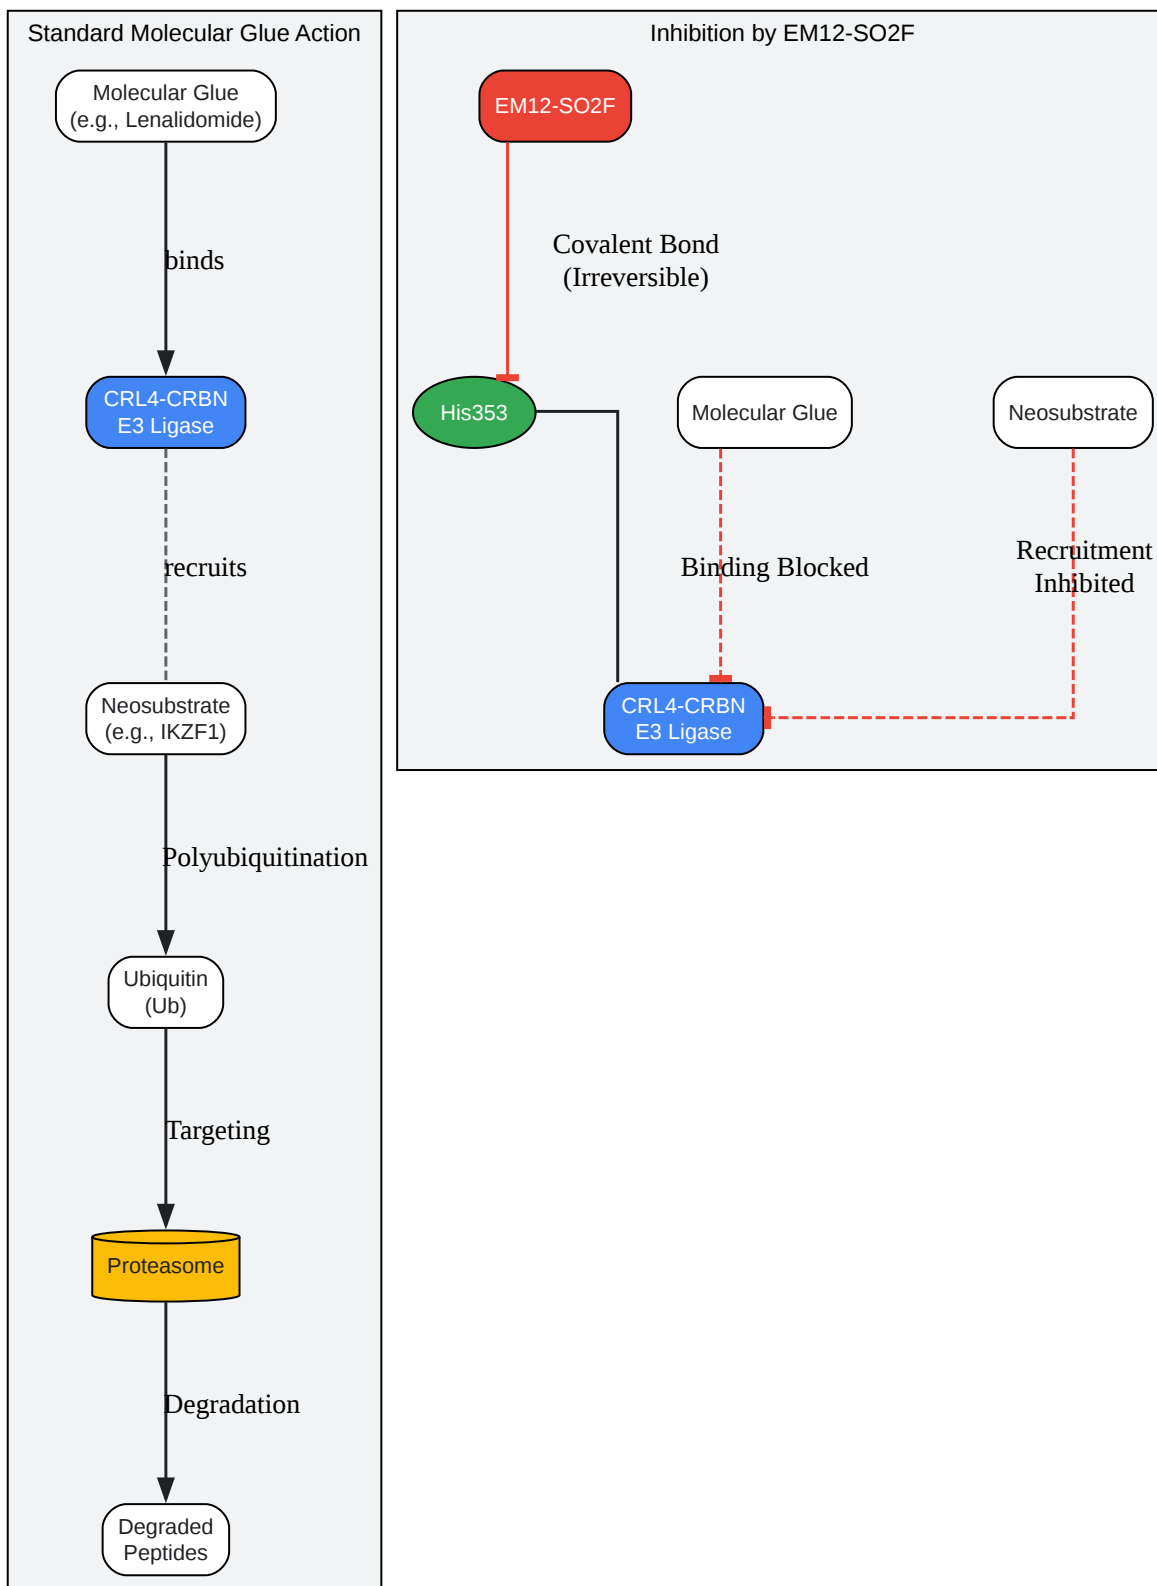 Standard Molecular Glue Action
Molecular Glue
(e.g., Lenalidomide)
binds
CRL4-CRBN
E3 Ligase
recruits
Neosubstrate
(e.g., IKZF1)
Polyubiquitination
Ubiquitin
(Ub)
Targeting
Proteasome
Degradation
Degraded
Peptides
Inhibition by EM12-SO2F
EM12-SO2F
Covalent Bond
(Irreversible)
His353
Molecular Glue
Neosubstrate
Binding Blocked
Recruitment
Inhibited
CRL4-CRBN
E3 Ligase